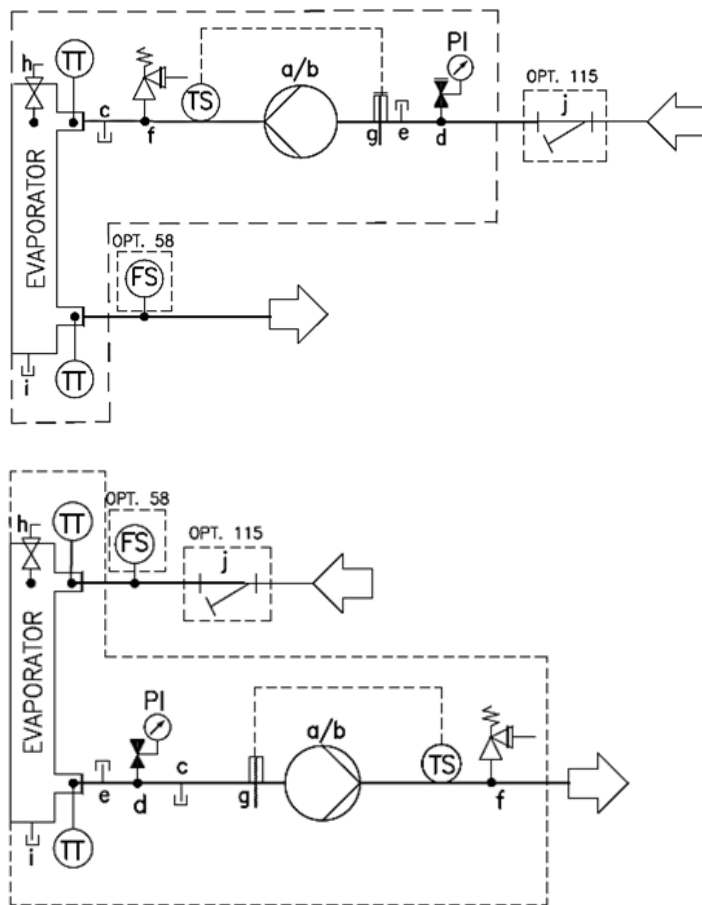 h
TT
c
f
TS
a/b
g
e
d
PI
OPT. 115
j
EVAPORATOR
OPT. 58
FS
i
TT
h
TT
OPT. 58
FS
OPT. 115
j
EVAPORATOR
e
PI
d
c
g
a/b
TS
f
i
TT